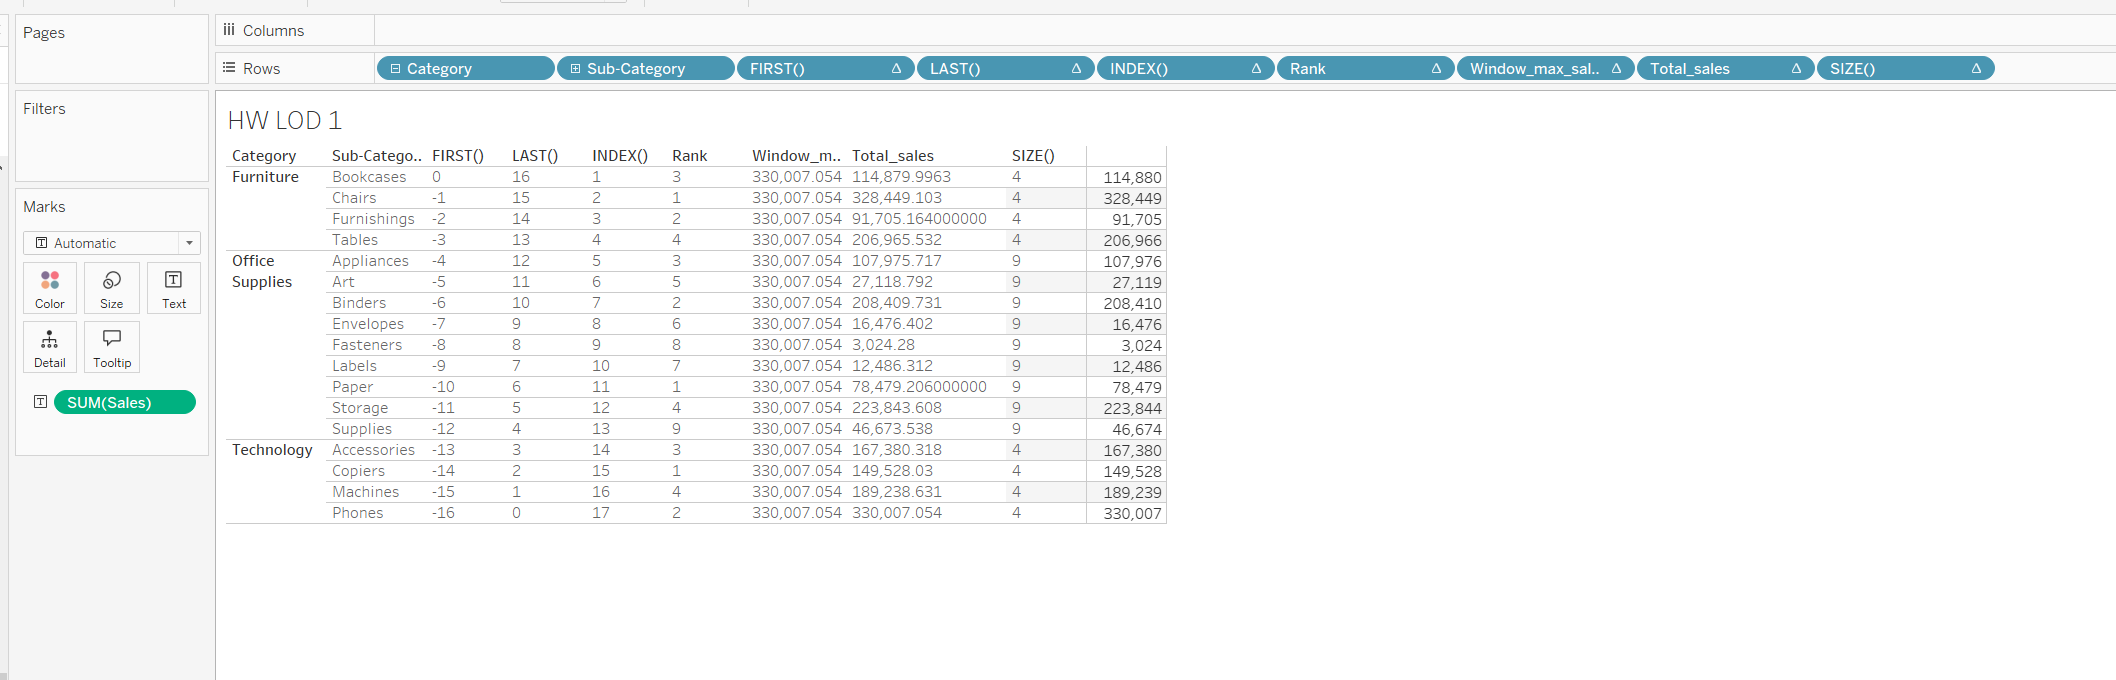 Pages
Columns
Rows Category Sub-Category FIRST() LAST() INDEX() Rank Window_max_sal.. Total_sales SIZE()
Filters
Marks
Automatic
Color Size Text
Detail Tooltip
SUM(Sales)
HW LOD 1
Category Sub-Catego.. FIRST() LAST() INDEX() Rank Window_m.. Total_sales SIZE()
Furniture Bookcases 0 16 1 3 330,007.054 114,879.9963 4 114,880
Chairs -1 15 2 1 330,007.054 328,449.103 4 328,449
Furnishings -2 14 3 2 330,007.054 91,705.164000000 4 91,705
Tables -3 13 4 4 330,007.054 206,965.532 4 206,966
Office Appliances -4 12 5 3 330,007.054 107,975.717 9 107,976
Supplies Art -5 11 6 5 330,007.054 27,118.792 9 27,119
Binders -6 10 7 2 330,007.054 208,409.731 9 208,410
Envelopes -7 9 8 6 330,007.054 16,476.402 9 16,476
Fasteners -8 8 9 8 330,007.054 3,024.28 9 3,024
Labels -9 7 10 7 330,007.054 12,486.312 9 12,486
Paper -10 6 11 1 330,007.054 78,479.206000000 9 78,479
Storage -11 5 12 4 330,007.054 223,843.608 9 223,844
Supplies -12 4 13 9 330,007.054 46,673.538 9 46,674
Technology Accessories -13 3 14 3 330,007.054 167,380.318 4 167,380
Copiers -14 2 15 1 330,007.054 149,528.03 4 149,528
Machines -15 1 16 4 330,007.054 189,238.631 4 189,239
Phones -16 0 17 2 330,007.054 330,007.054 4 330,007